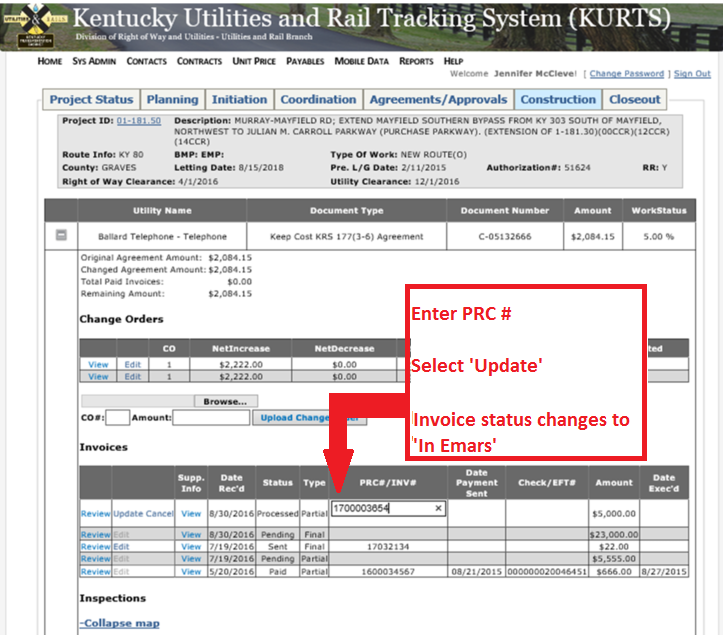 Kentucky Utilities and Rail Tracking System (KURTS)
Division of Right of Way and Utilities - Utilities and Rail Branch
HOME SYS ADMIN CONTACTS CONTRACTS UNIT PRICE PAYABLES MOBILE DATA REPORTS HELP
Welcome Jennifer McCleve! [ Change Password ] Sign Out
Project Status Planning Initiation Coordination Agreements/Approvals Construction Closeout
Project ID: 01-181.50 Description: MURRAY-MAYFIELD RD; EXTEND MAYFIELD SOUTHERN BYPASS FROM KY 303 SOUTH OF MAYFIELD,
NORTHWEST TO JULIAN M. CARROLL PARKWAY (PURCHASE PARKWAY). (EXTENSION OF 1-181.30)(00CCR)(12CCR)
(14CCR)
Route Info: KY 80 BMP: EMP: Type Of Work: NEW ROUTE(O)
County: GRAVES Letting Date: 8/15/2018 Pre. L/G Date: 2/11/2015 Authorization#: 51624 RR: Y
Right of Way Clearance: 4/1/2016 Utility Clearance: 12/1/2016
Utility Name Document Type Document Number Amount WorkStatus
Ballard Telephone - Telephone Keep Cost KRS 177(3-6) Agreement C-05132666 $2,084.15 5.00 %
Original Agreement Amount: $2,084.15
Changed Agreement Amount: $2,084.15
Total Paid Invoices: $0.00
Remaining Amount: $2,084.15
Change Orders
CO NetIncrease NetDecrease ted
View Edit 1 $2,222.00 $0.00
View Edit 1 $2,222.00 $0.00
Enter PRC #
Select 'Update'
Invoice status changes to
'In Emars'
Browse...
CO#: Amount: Upload Change
Invoices
Supp. Info Date Rec'd Status Type PRC#/INV# Date Payment Sent Check/EFT# Amount Date Exec'd
Review Update Cancel View 8/30/2016 Processed Partial 1700003654 × $5,000.00
Review Edit View 8/30/2016 Pending Final $23,000.00
Review Edit View 7/19/2016 Sent Final 17032134 $22.00
Review Edit View 7/19/2016 Pending Partial $5,555.00
Review Edit View 5/20/2016 Paid Partial 1600034567 08/21/2015 000000020046451 $666.00 8/27/2015
Inspections
-Collapse map